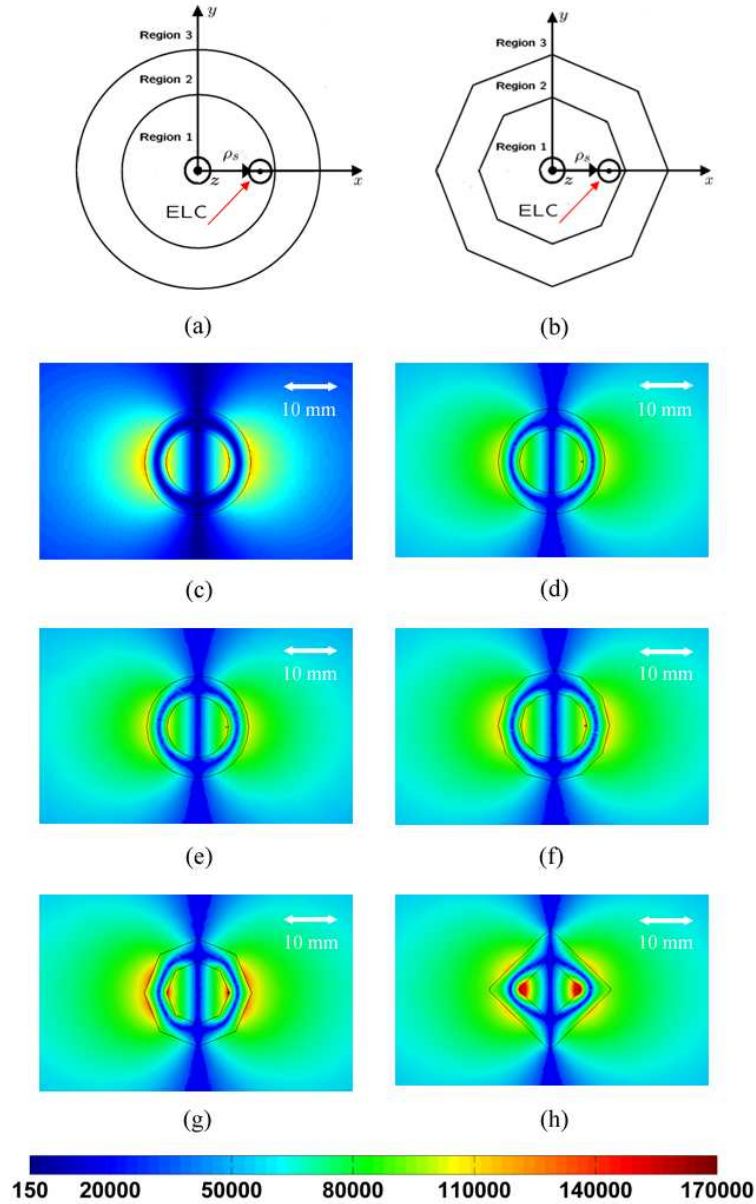 y
Region 3
Region 2
Region 1
ρs
z
x
ELC
(a)
y
Region 3
Region 2
Region 1
ρs
z
x
ELC
(b)
10 mm
(c)
10 mm
(d)
10 mm
(e)
10 mm
(f)
10 mm
(g)
10 mm
(h)
150 20000 50000 80000 110000 140000 170000